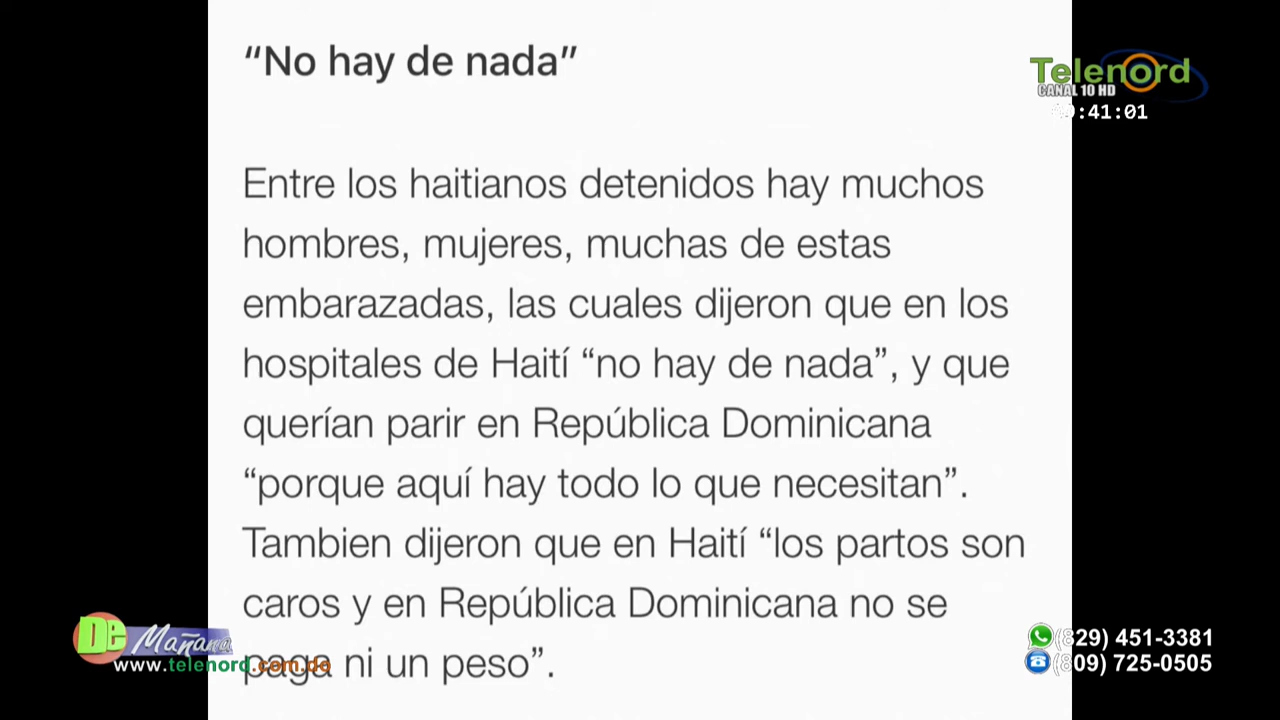 “No hay de nada”
Telenord
CANAL 10 HD
:41:01
Entre los haitianos detenidos hay muchos
hombres, mujeres, muchas de estas
embarazadas, las cuales dijeron que en los
hospitales de Haití “no hay de nada”, y que
querían parir en República Dominicana
“porque aquí hay todo lo que necesitan”.
Tambien dijeron que en Haití “los partos son
caros y en República Dominicana no se
paga ni un peso”.
De Mañana
www.telenord.com.do
(829) 451-3381
(809) 725-0505